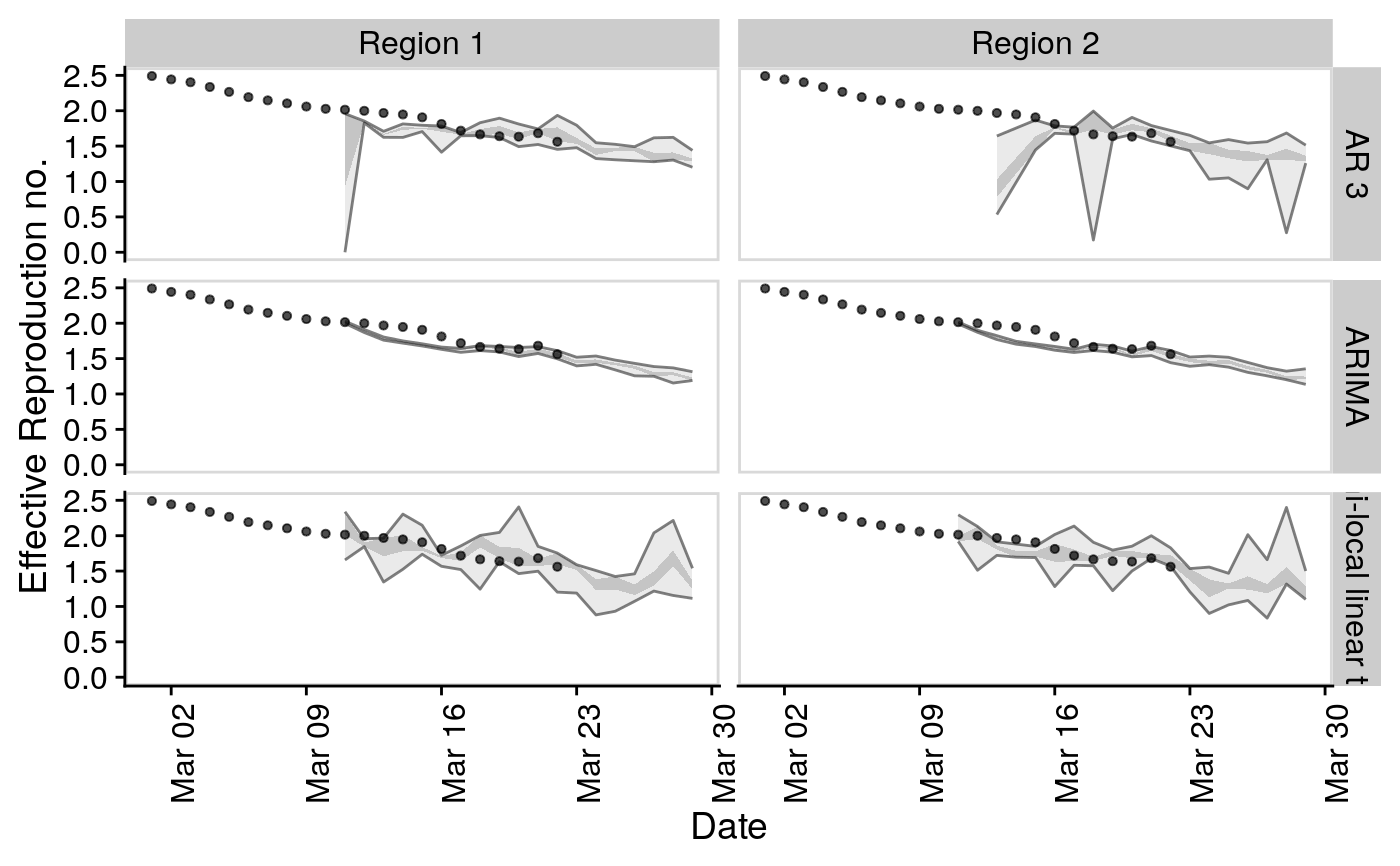 Region 1
Region 2
Effective Reproduction no.
2.5
2.0
1.5
1.0
0.5
0.0
AR 3
2.5
2.0
1.5
1.0
0.5
0.0
ARIMA
2.5
2.0
1.5
1.0
0.5
0.0
i-local linear t
Mar 02
Mar 09
Mar 16
Mar 23
Mar 30
Mar 02
Mar 09
Mar 16
Mar 23
Mar 30
Date